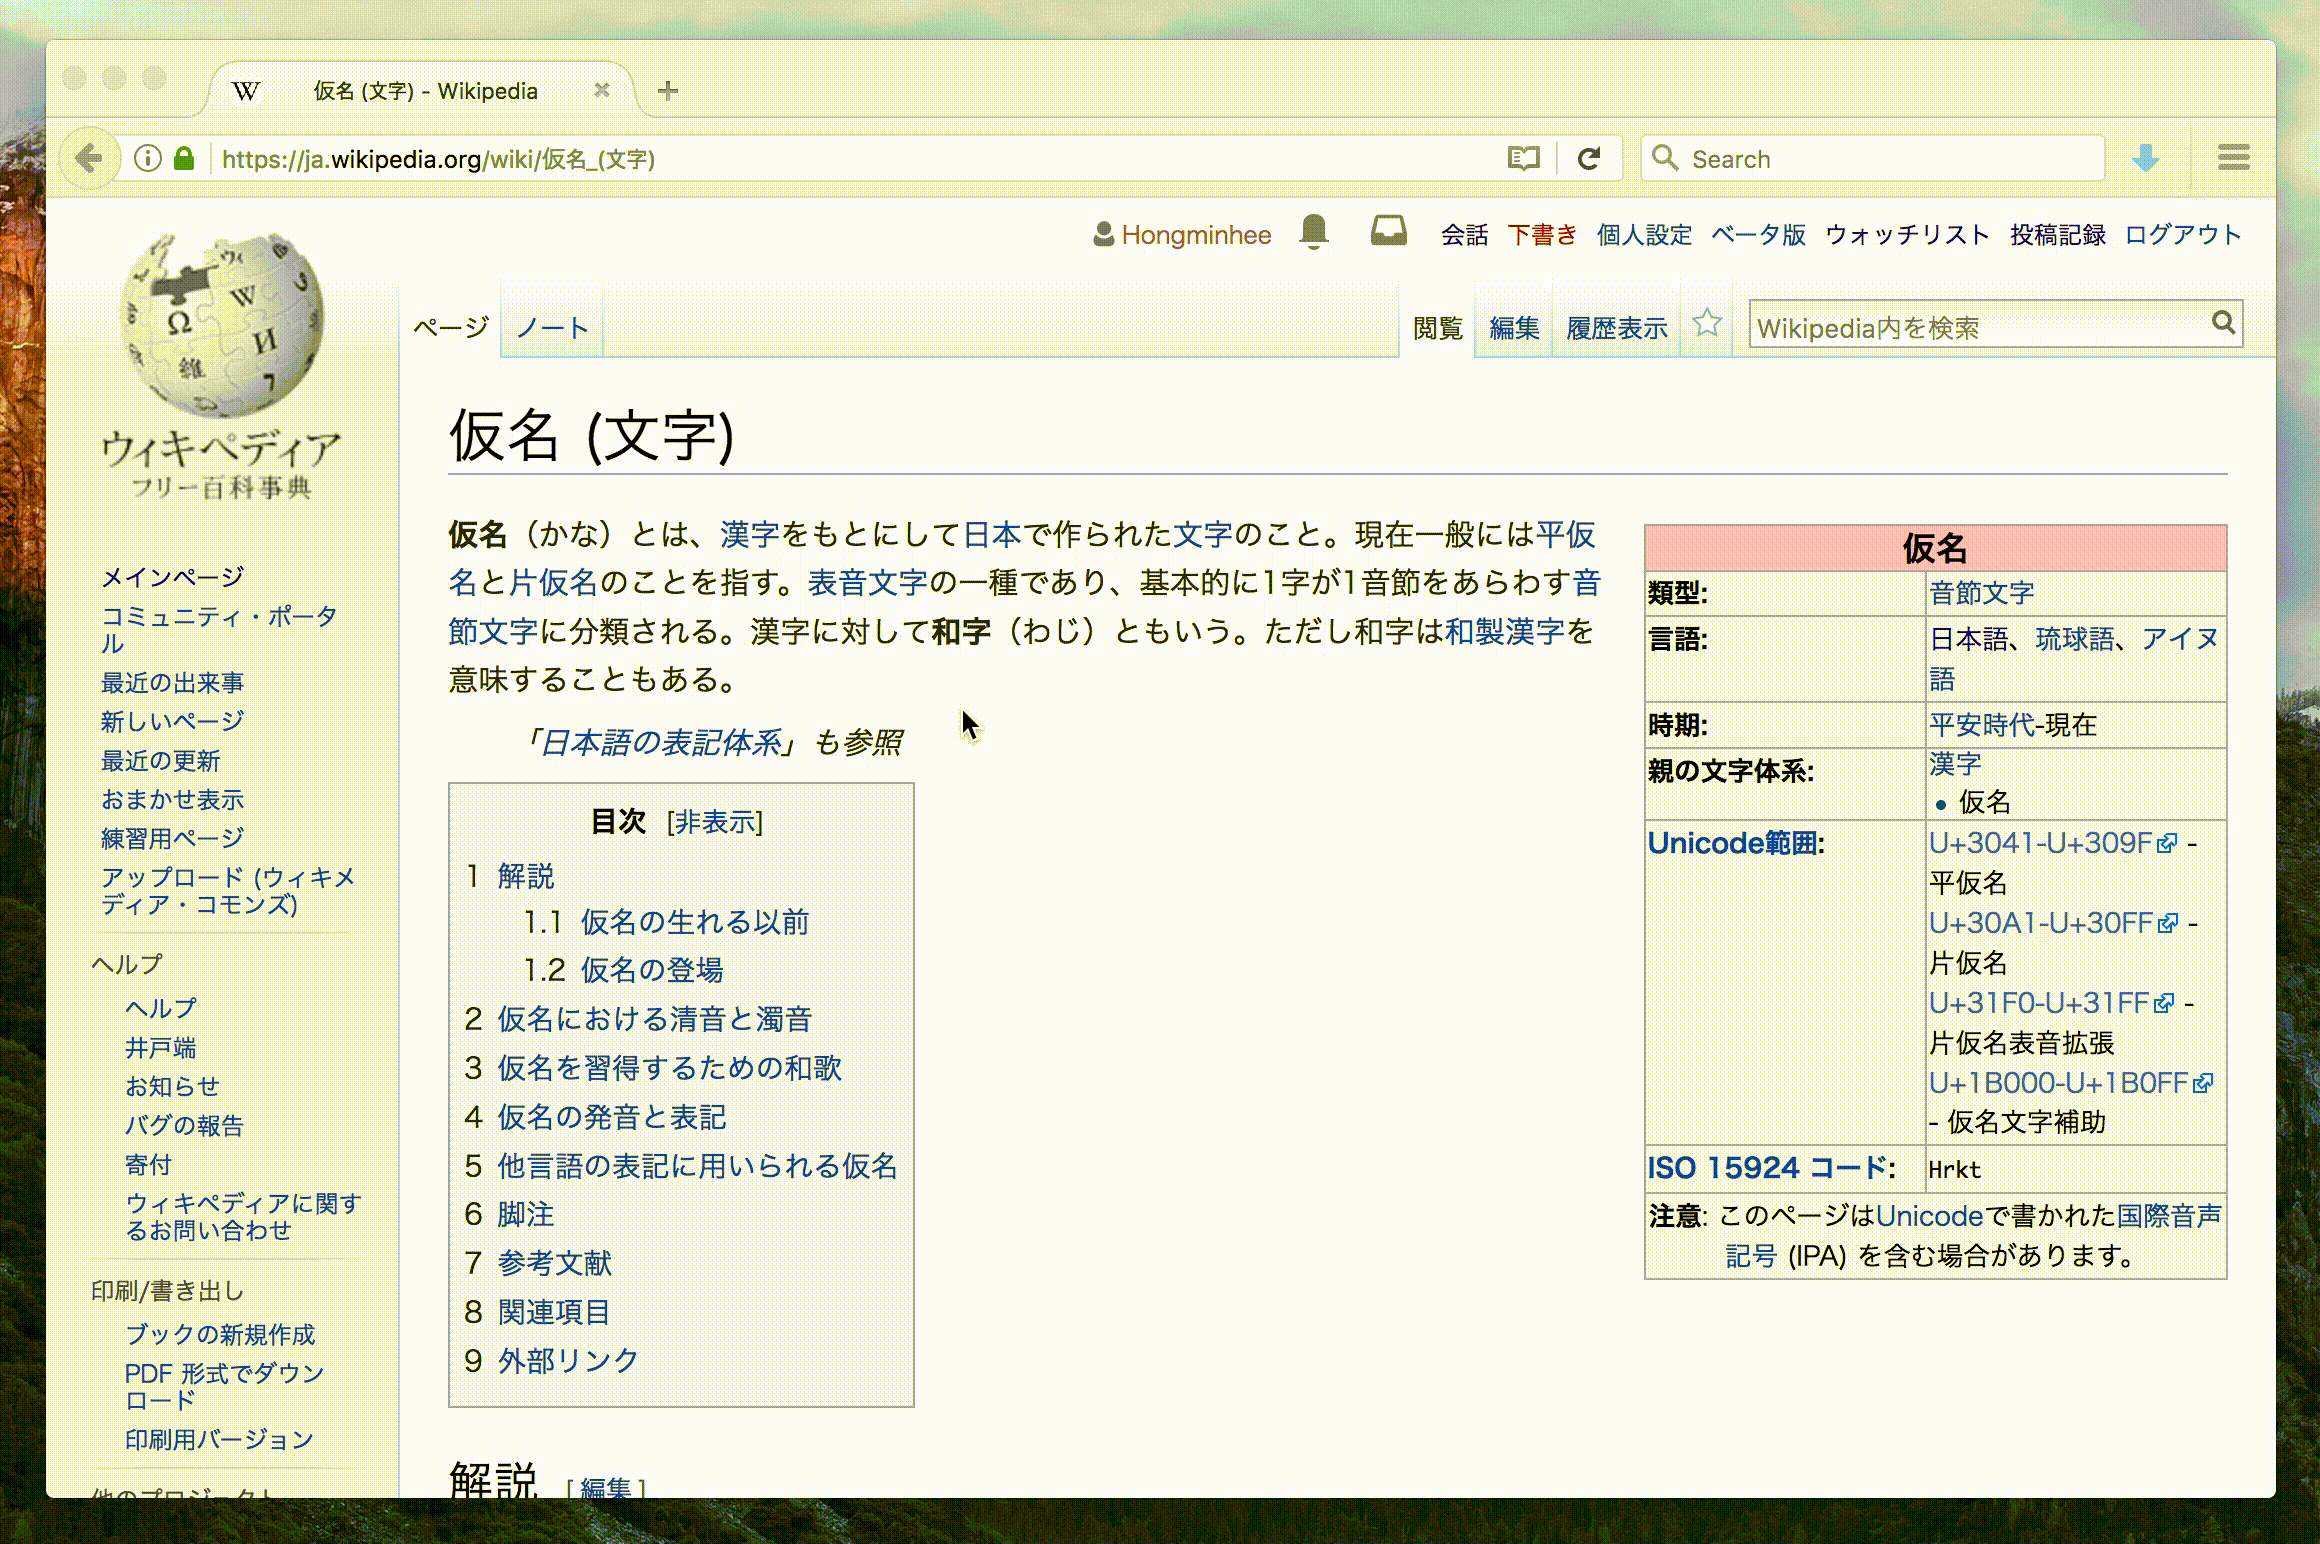 仮名 (文字) - Wikipedia
https://ja.wikipedia.org/wiki/仮名_(文字)
Search
Hongminhee 会話 下書き 個人設定 ベータ版 ウォッチリスト 投稿記録 ログアウト
ページ ノート 閲覧 編集 履歴表示 Wikipedia内を検索
ウィキペディア
フリー百科事典
メインページ
コミュニティ・ポータ
ル
最近の出来事
新しいページ
最近の更新
おまかせ表示
練習用ページ
アップロード (ウィキメ
ディア・コモンズ)
ヘルプ
ヘルプ
井戸端
お知らせ
バグの報告
寄付
ウィキペディアに関す
るお問い合わせ
印刷/書き出し
ブックの新規作成
PDF 形式でダウン
ロード
印刷用バージョン
他のプロジェクト
仮名 (文字)
仮名（かな）とは、漢字をもとにして日本で作られた文字のこと。現在一般には平仮
名と片仮名のことを指す。表音文字の一種であり、基本的に1字が1音節をあらわす音
節文字に分類される。漢字に対して和字（わじ）ともいう。ただし和字は和製漢字を
意味することもある。
「日本語の表記体系」も参照
目次 [非表示]
1 解説
1.1 仮名の生れる以前
1.2 仮名の登場
2 仮名における清音と濁音
3 仮名を習得するための和歌
4 仮名の発音と表記
5 他言語の表記に用いられる仮名
6 脚注
7 参考文献
8 関連項目
9 外部リンク
解説 [ 編集 ]
仮名
類型: 音節文字
言語: 日本語、琉球語、アイヌ
語
時期: 平安時代-現在
親の文字体系: 漢字
• 仮名
Unicode範囲: U+3041-U+309F -
平仮名
U+30A1-U+30FF -
片仮名
U+31F0-U+31FF -
片仮名表音拡張
U+1B000-U+1B0FF
- 仮名文字補助
ISO 15924 コード: Hrkt
注意: このページはUnicodeで書かれた国際音声
記号 (IPA) を含む場合があります。